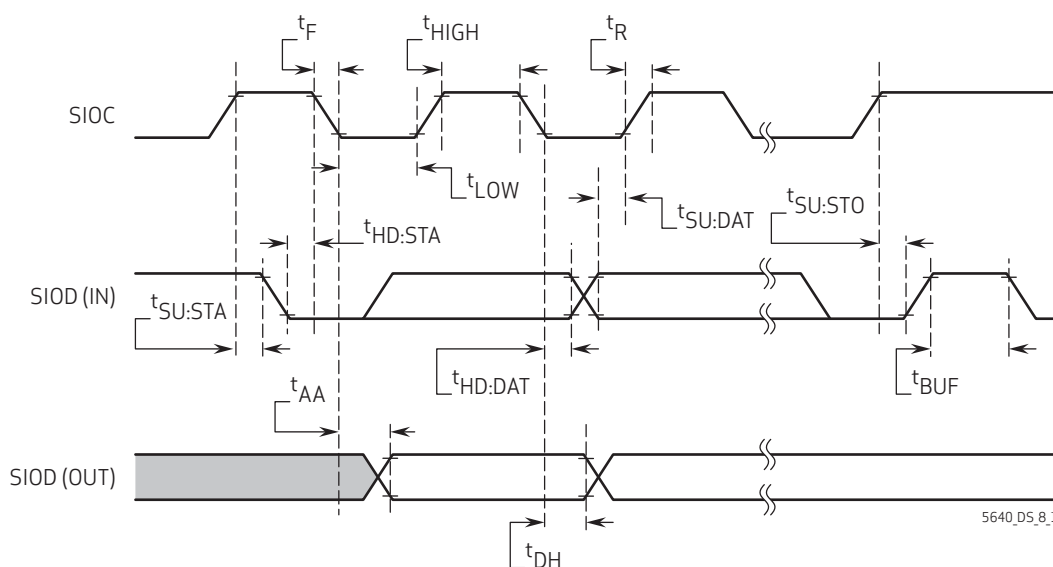 tF
tHIGH
tR
SIOC
tLOW
tSU:DAT
tSU:STO
tHD:STA
SIOD (IN)
tSU:STA
tHD:DAT
tBUF
tAA
SIOD (OUT)
5640_DS_8_
tDH